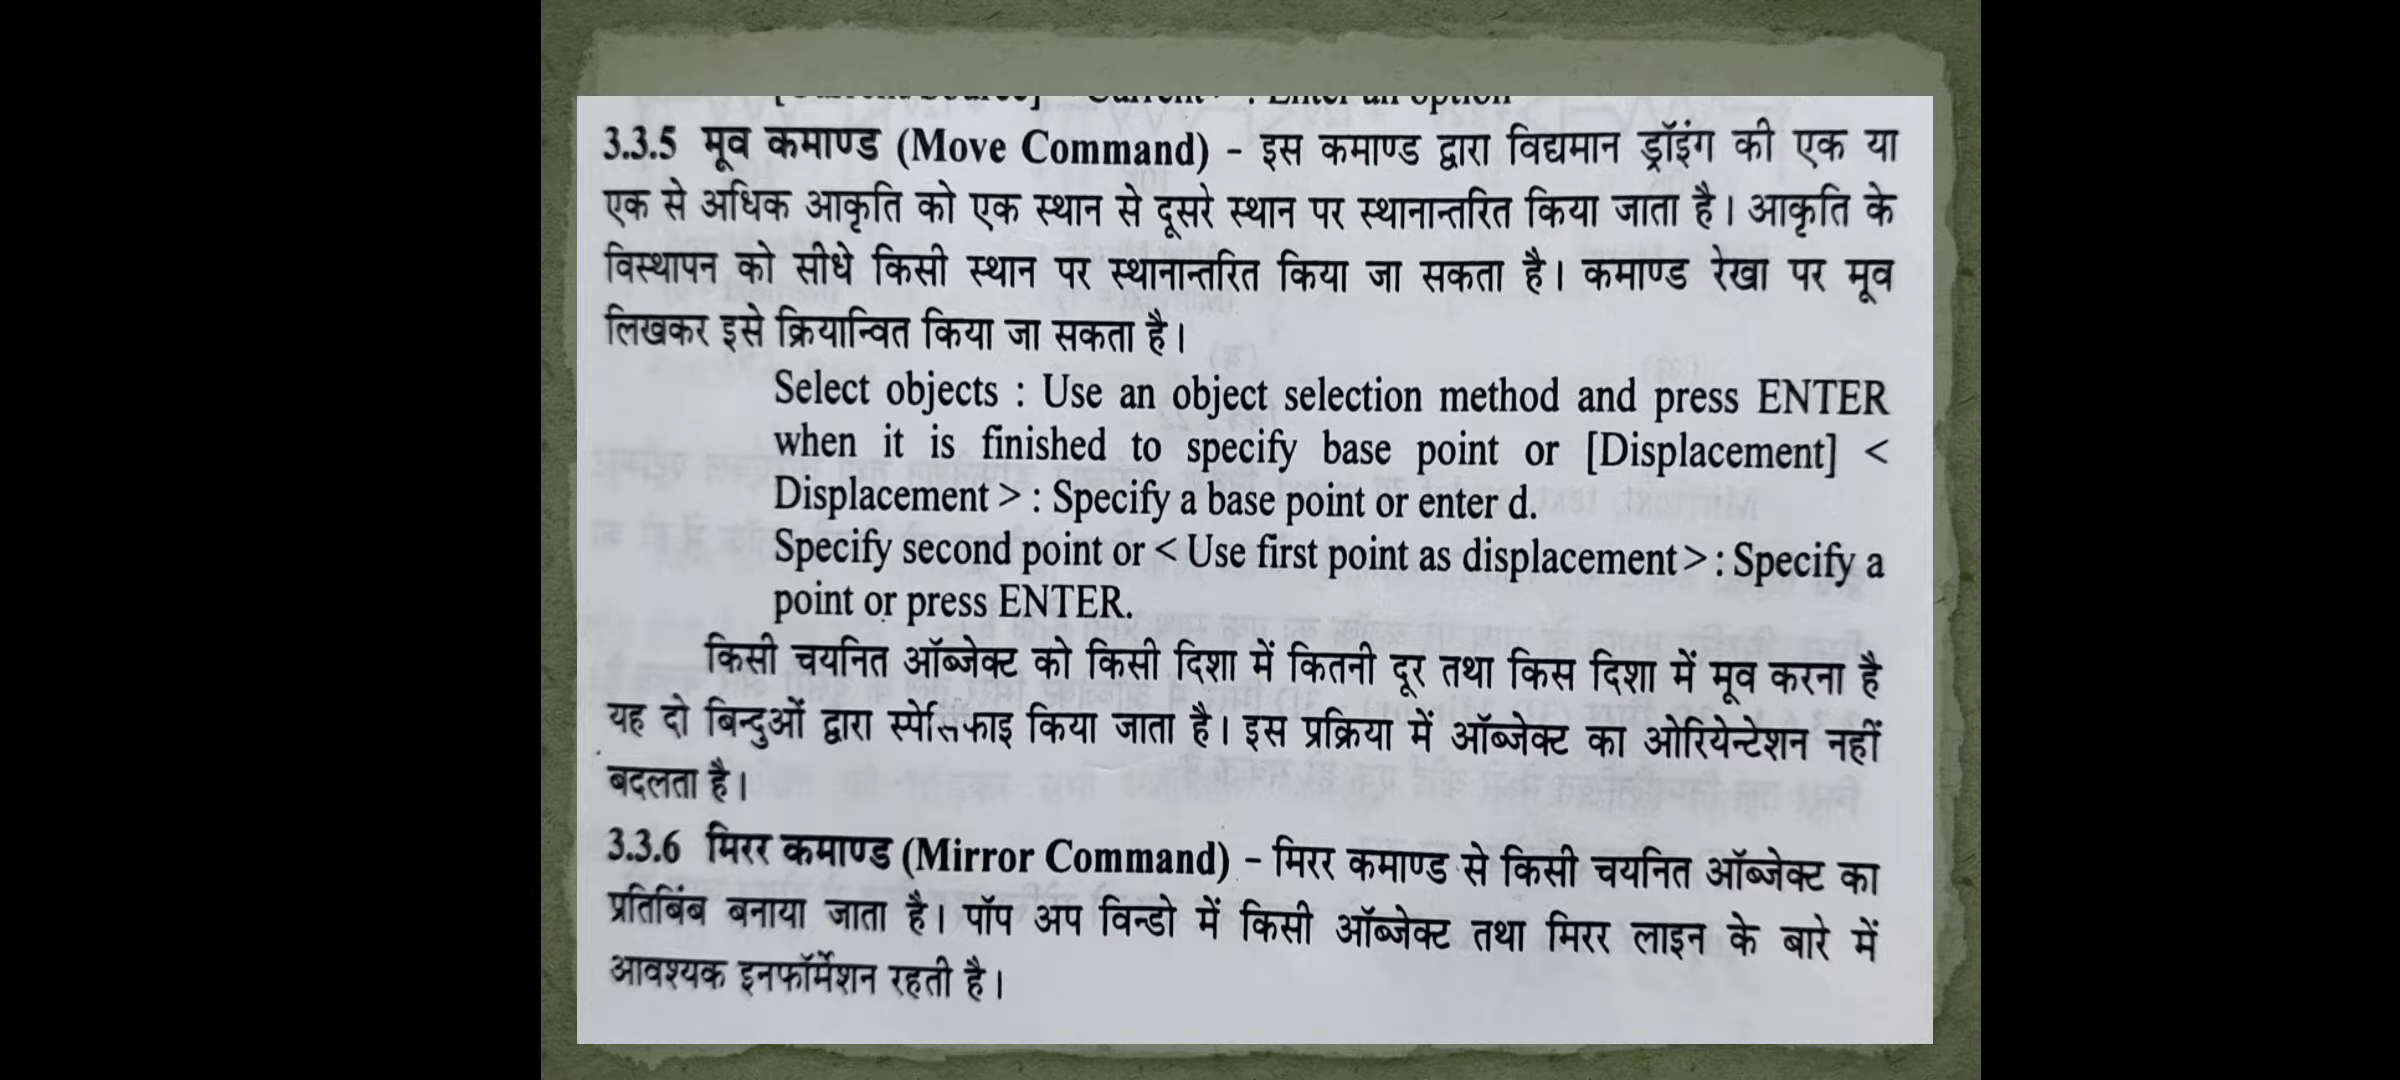 3.3.5 मूव कमाण्ड (Move Command) - इस कमाण्ड द्वारा विद्यमान ड्रॉइंग की एक या
एक से अधिक आकृति को एक स्थान से दूसरे स्थान पर स्थानान्तरित किया जाता है। आकृति के
विस्थापन को सीधे किसी स्थान पर स्थानान्तरित किया जा सकता है। कमाण्ड रेखा पर मूव
लिखकर इसे क्रियान्वित किया जा सकता है।
Select objects : Use an object selection method and press ENTER
when it is finished to specify base point or [Displacement] <
Displacement > : Specify a base point or enter d.
Specify second point or < Use first point as displacement > : Specify a
point or press ENTER.
किसी चयनित ऑब्जेक्ट को किसी दिशा में कितनी दूर तथा किस दिशा में मूव करना है
यह दो बिन्दुओं द्वारा स्पेसिफाइ किया जाता है। इस प्रक्रिया में ऑब्जेक्ट का ओरियेन्टेशन नहीं
बदलता है।
3.3.6 मिरर कमाण्ड (Mirror Command) - मिरर कमाण्ड से किसी चयनित ऑब्जेक्ट का
प्रतिबिंब बनाया जाता है। पॉप अप विन्डो में किसी ऑब्जेक्ट तथा मिरर लाइन के बारे में
आवश्यक इनफॉर्मेशन रहती है।